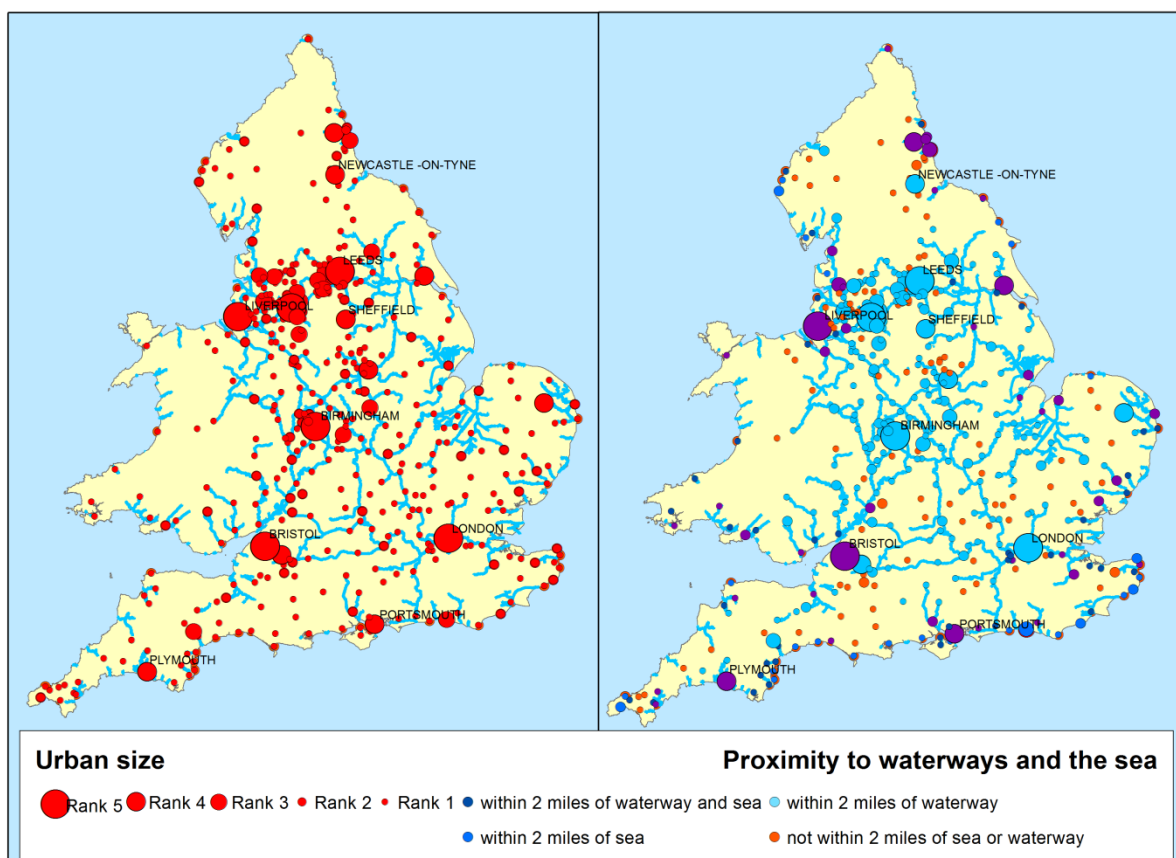 NEWCASTLE -ON-TYNE
LEEDS
LIVERPOOL
SHEFFIELD
BIRMINGHAM
BRISTOL
LONDON
PORTSMOUTH
PLYMOUTH
NEWCASTLE -ON-TYNE
LEEDS
LIVERPOOL
SHEFFIELD
BIRMINGHAM
BRISTOL
LONDON
PORTSMOUTH
PLYMOUTH
Urban size
Rank 5 Rank 4 Rank 3 Rank 2 Rank 1
Proximity to waterways and the sea
within 2 miles of waterway and sea within 2 miles of waterway
within 2 miles of sea not within 2 miles of sea or waterway